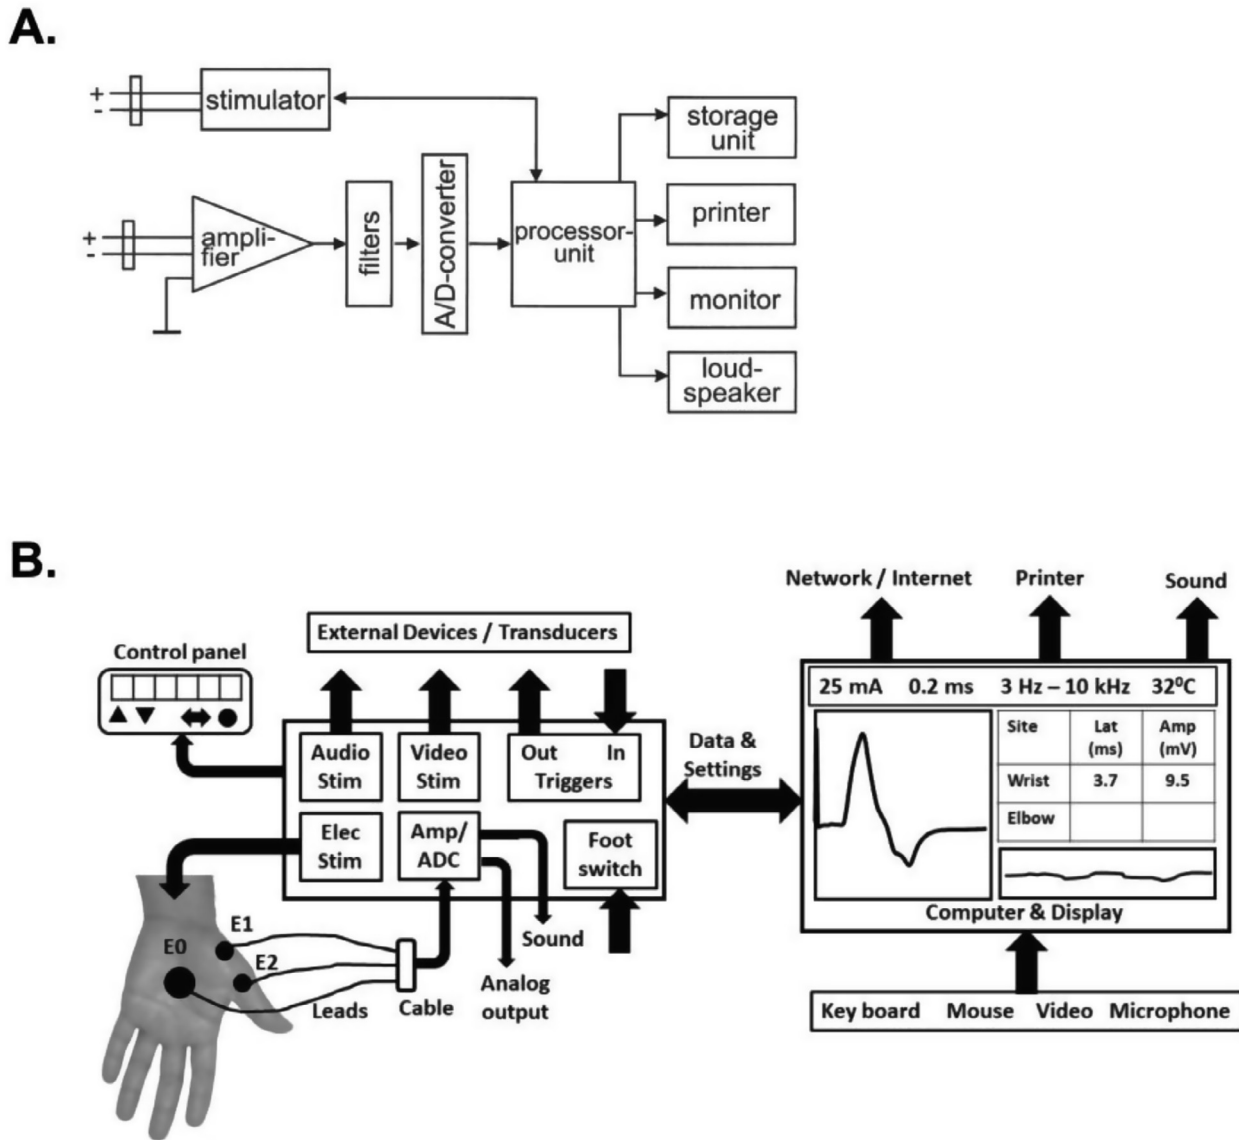 A.
+
-
stimulator
+
-
ampli-
fier
filters
A/D-converter
processor-
unit
storage
unit
printer
monitor
loud-
speaker
B.
Control panel
External Devices / Transducers
Audio
Stim
Video
Stim
Out In
Triggers
Elec
Stim
Amp/
ADC
Foot
switch
Sound
Analog
output
E0
E1
E2
Leads
Cable
Data &
Settings
Network / Internet Printer Sound
25 mA 0.2 ms 3 Hz – 10 kHz 32⁰C
Site Lat
(ms) Amp
(mV)
Wrist 3.7 9.5
Elbow
Computer & Display
Key board Mouse Video Microphone